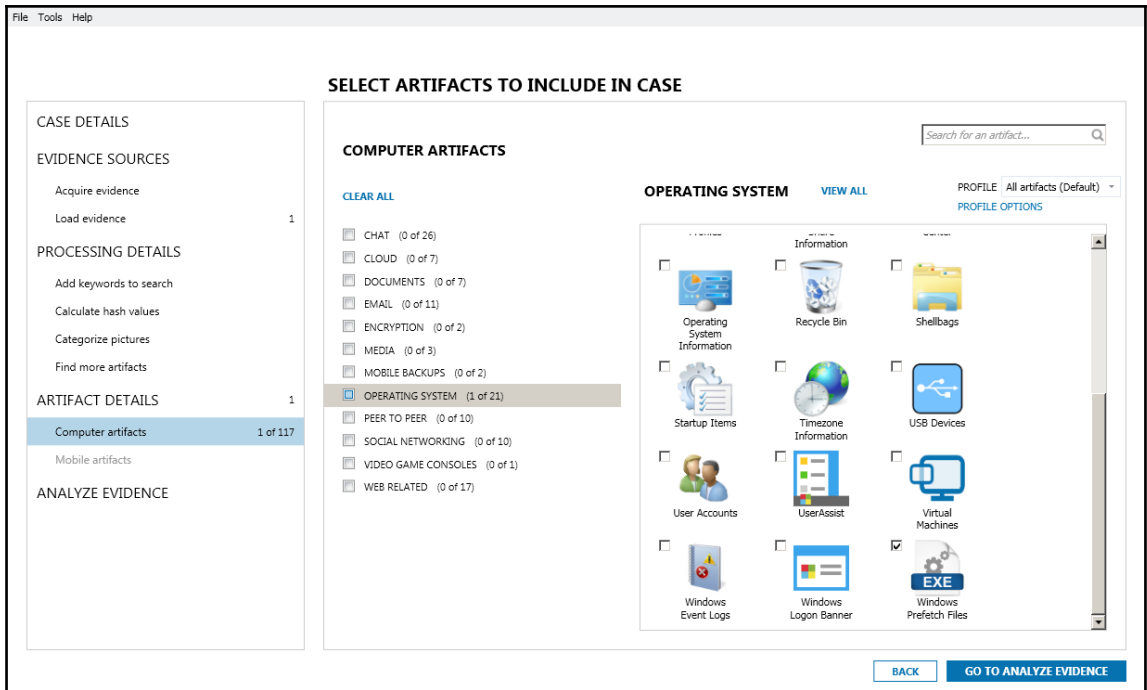 File Tools Help
SELECT ARTIFACTS TO INCLUDE IN CASE
CASE DETAILS
EVIDENCE SOURCES
Acquire evidence
Load evidence 1
PROCESSING DETAILS
Add keywords to search
Calculate hash values
Categorize pictures
Find more artifacts
ARTIFACT DETAILS 1
Computer artifacts 1 of 117
Mobile artifacts
ANALYZE EVIDENCE
Search for an artifact...
COMPUTER ARTIFACTS
CLEAR ALL
CHAT (0 of 26)
CLOUD (0 of 7)
DOCUMENTS (0 of 7)
EMAIL (0 of 11)
ENCRYPTION (0 of 2)
MEDIA (0 of 3)
MOBILE BACKUPS (0 of 2)
OPERATING SYSTEM (1 of 21)
PEER TO PEER (0 of 10)
SOCIAL NETWORKING (0 of 10)
VIDEO GAME CONSOLES (0 of 1)
WEB RELATED (0 of 17)
OPERATING SYSTEM VIEW ALL
PROFILE All artifacts (Default)
PROFILE OPTIONS
Information
Operating
System
Information
Recycle Bin
Shellbags
Startup Items
Timezone
Information
USB Devices
User Accounts
UserAssist
Virtual
Machines
Windows
Event Logs
Windows
Logon Banner
EXE
Windows
Prefetch Files
BACK
GO TO ANALYZE EVIDENCE